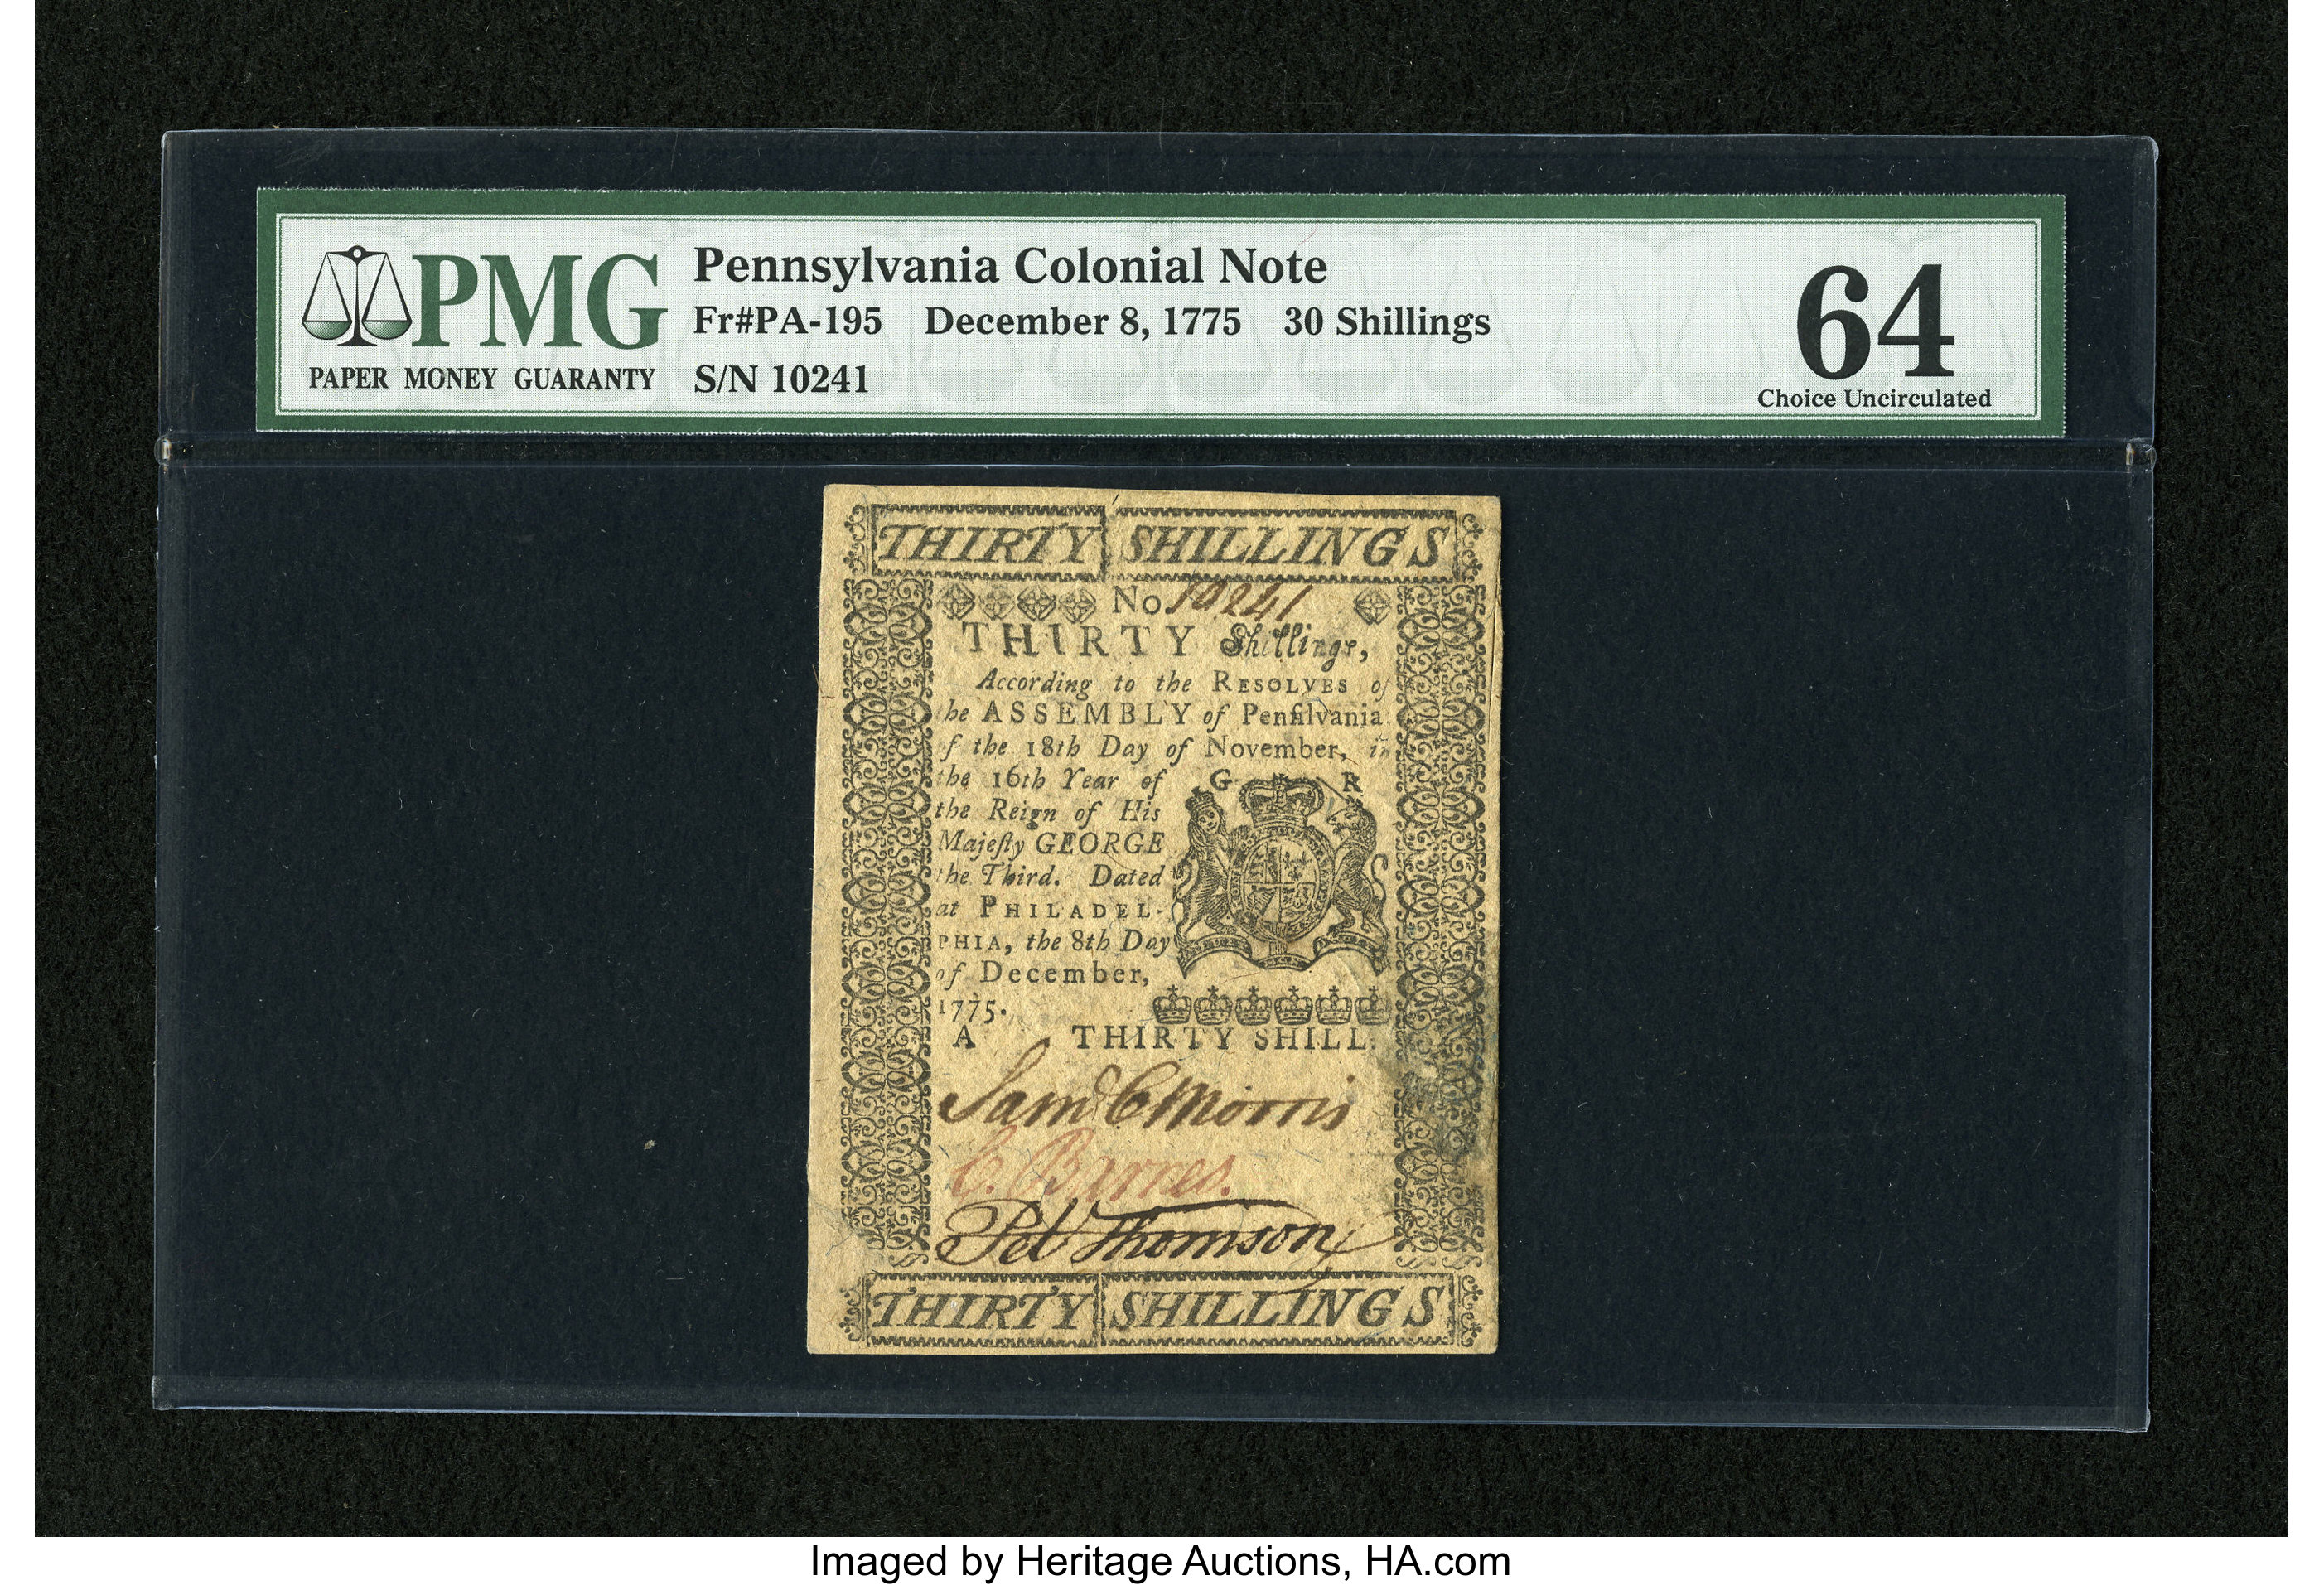 PMG
PAPER MONEY GUARANTY
Pennsylvania Colonial Note
Fr#PA-195 December 8, 1775 30 Shillings
S/N 10241
64
Choice Uncirculated
THIRTY SHILLINGS
No 10241
THIRTY Shillings,
According to the RESOLVES of
the ASSEMBLY of Penſilvania
of the 18th Day of November, in
the 16th Year of
the Reign of His
Majeſty GEORGE
the Third. Dated
at PHILADEL-
PHIA, the 8th Day
of December,
1775.
G R
A THIRTY SHILL.
Saml C Morris
C. Barnes.
Pet Thomson
THIRTY SHILLINGS
Imaged by Heritage Auctions, HA.com